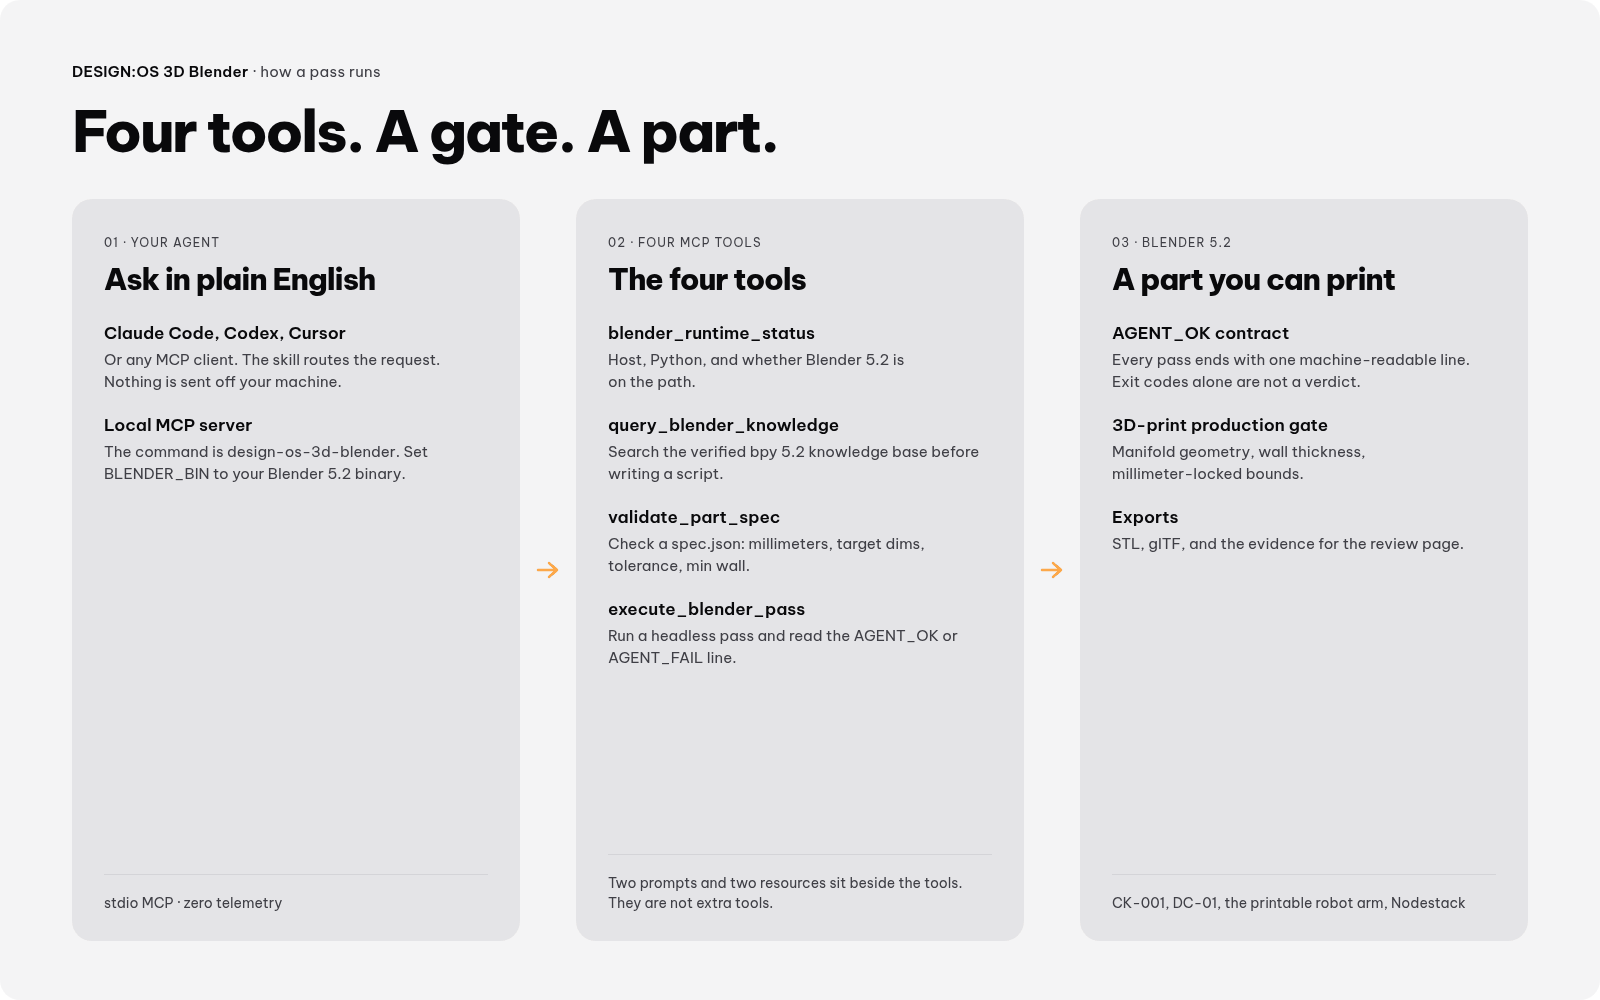 DESIGN:OS 3D Blender · how a pass runs
Four tools. A gate. A part.
01 · YOUR AGENT
Ask in plain English
Claude Code, Codex, Cursor
Or any MCP client. The skill routes the request.
Nothing is sent off your machine.
Local MCP server
The command is design-os-3d-blender. Set
BLENDER_BIN to your Blender 5.2 binary.
stdio MCP · zero telemetry
02 · FOUR MCP TOOLS
The four tools
blender_runtime_status
Host, Python, and whether Blender 5.2 is
on the path.
query_blender_knowledge
Search the verified bpy 5.2 knowledge base before
writing a script.
validate_part_spec
Check a spec.json: millimeters, target dims,
tolerance, min wall.
execute_blender_pass
Run a headless pass and read the AGENT_OK or
AGENT_FAIL line.
Two prompts and two resources sit beside the tools.
They are not extra tools.
03 · BLENDER 5.2
A part you can print
AGENT_OK contract
Every pass ends with one machine-readable line.
Exit codes alone are not a verdict.
3D-print production gate
Manifold geometry, wall thickness,
millimeter-locked bounds.
Exports
STL, glTF, and the evidence for the review page.
CK-001, DC-01, the printable robot arm, Nodestack